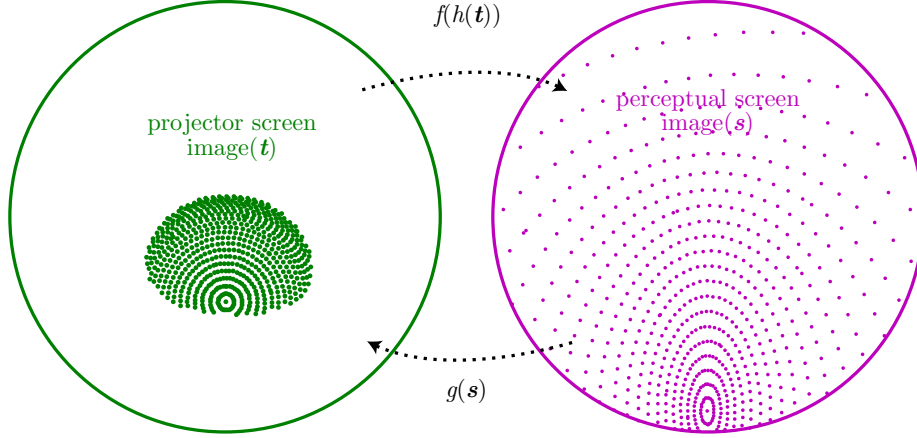 f(h(t))
projector screen
image(t)
perceptual screen
image(s)
g(s)